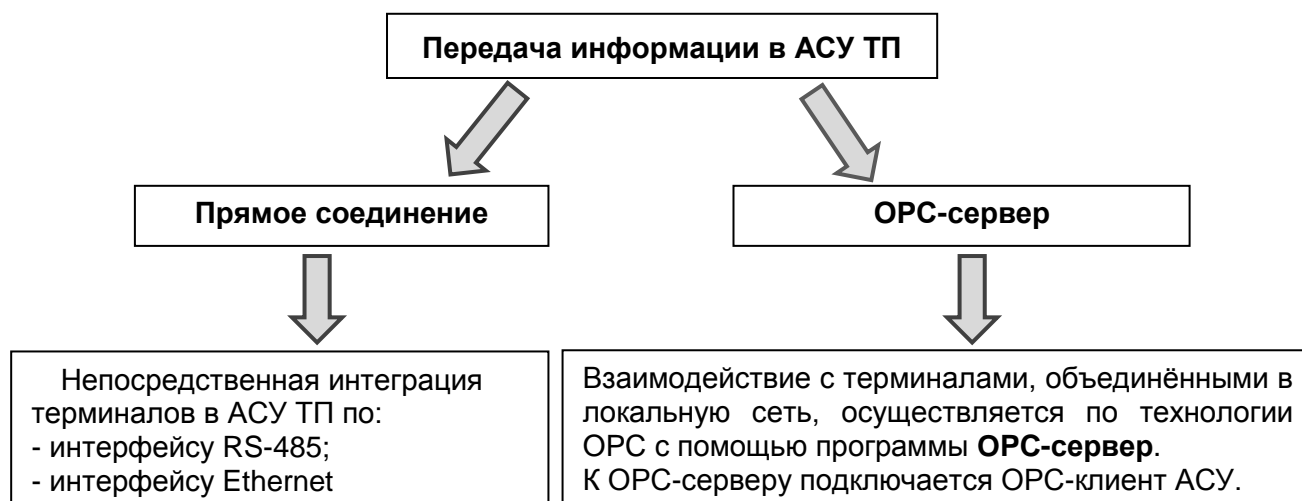 Передача информации в АСУ ТП
Прямое соединение
ОРС-сервер
Непосредственная интеграция
терминалов в АСУ ТП по:
- интерфейсу RS-485;
- интерфейсу Ethernet
Взаимодействие с терминалами, объединёнными в
локальную сеть, осуществляется по технологии
ОРС с помощью программы ОРС-сервер.
К ОРС-серверу подключается ОРС-клиент АСУ.